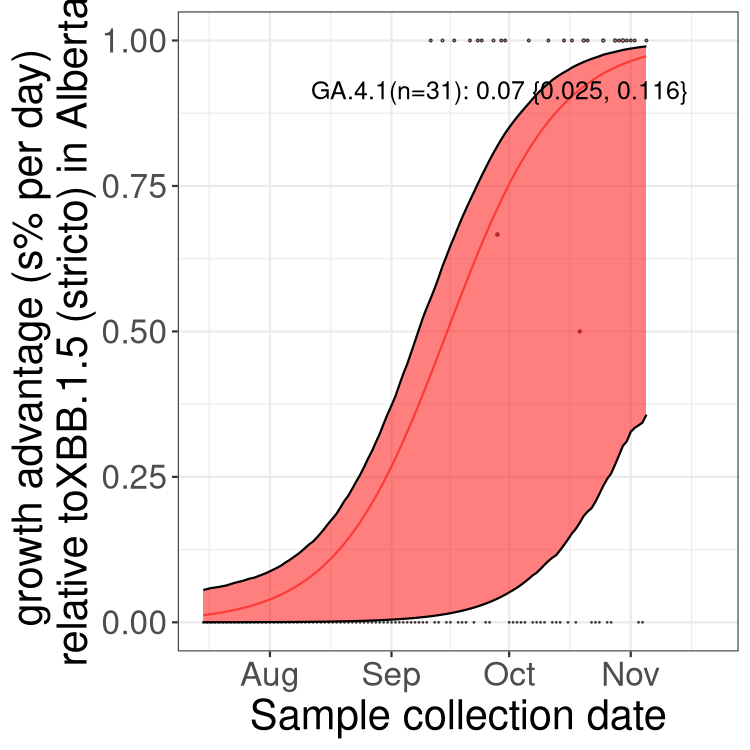 growth advantage (s% per day)
relative toXBB.1.5 (stricto) in Alberta
1.00
0.75
0.50
0.25
0.00
GA.4.1(n=31): 0.07 {0.025, 0.116}
Aug Sep Oct Nov
Sample collection date